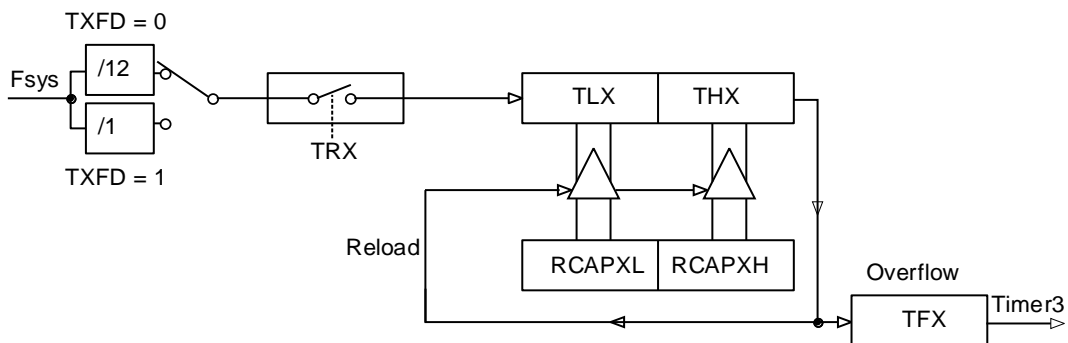 TXFD = 0
Fsys
/12
/1
TXFD = 1
TRX
TLX THX
Reload
RCAPXL RCAPXH
Overflow
TFX
Timer3